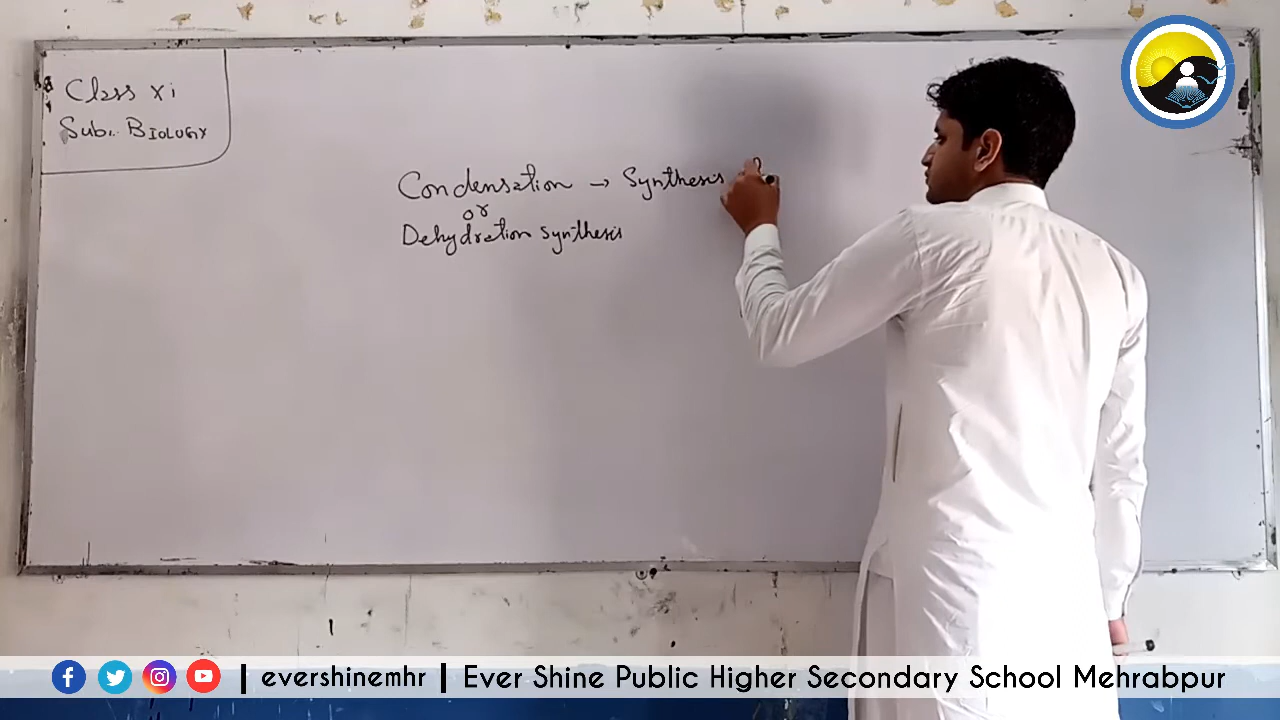 Class xi
Sub:. BIOLOGY
Condensation → Synthesis
or
Dehydration synthesis
| evershinemhr | Ever Shine Public Higher Secondary School Mehrabpur